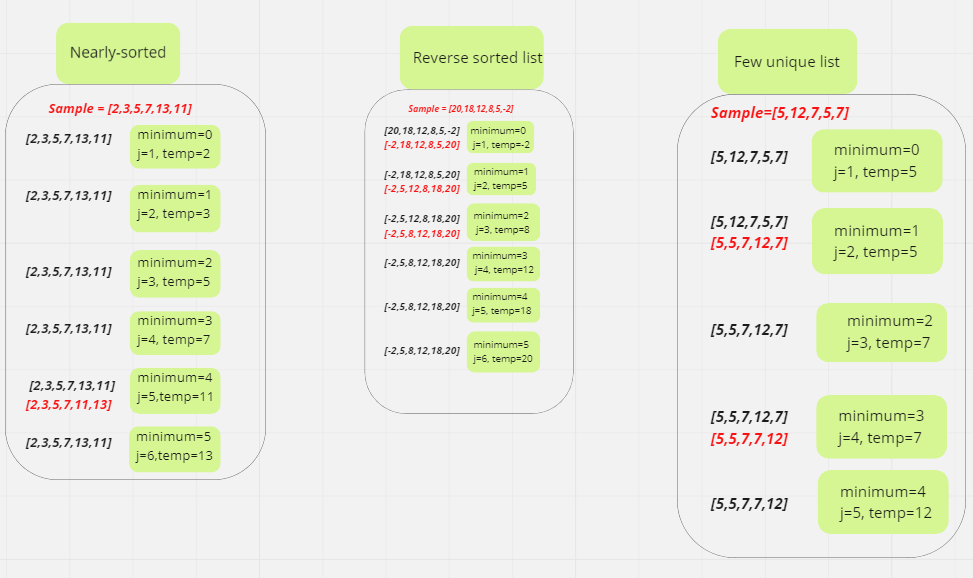 Nearly-sorted
Sample = [2,3,5,7,13,11]
[2,3,5,7,13,11]
minimum=0
j=1, temp=2
[2,3,5,7,13,11]
minimum=1
j=2, temp=3
[2,3,5,7,13,11]
minimum=2
j=3, temp=5
[2,3,5,7,13,11]
minimum=3
j=4, temp=7
[2,3,5,7,13,11]
[2,3,5,7,11,13]
minimum=4
j=5,temp=11
[2,3,5,7,13,11]
minimum=5
j=6,temp=13
Reverse sorted list
Sample = [20,18,12,8,5,-2]
[20,18,12,8,5,-2]
[-2,18,12,8,5,20]
minimum=0
j=1, temp=-2
[-2,18,12,8,5,20]
[-2,5,12,8,18,20]
minimum=1
j=2, temp=5
[-2,5,12,8,18,20]
[-2,5,8,12,18,20]
minimum=2
j=3, temp=8
[-2,5,8,12,18,20]
minimum=3
j=4, temp=12
[-2,5,8,12,18,20]
minimum=4
j=5, temp=18
[-2,5,8,12,18,20]
minimum=5
j=6, temp=20
Few unique list
Sample=[5,12,7,5,7]
[5,12,7,5,7]
minimum=0
j=1, temp=5
[5,12,7,5,7]
[5,5,7,12,7]
minimum=1
j=2, temp=5
[5,5,7,12,7]
minimum=2
j=3, temp=7
[5,5,7,12,7]
[5,5,7,7,12]
minimum=3
j=4, temp=7
[5,5,7,7,12]
minimum=4
j=5, temp=12